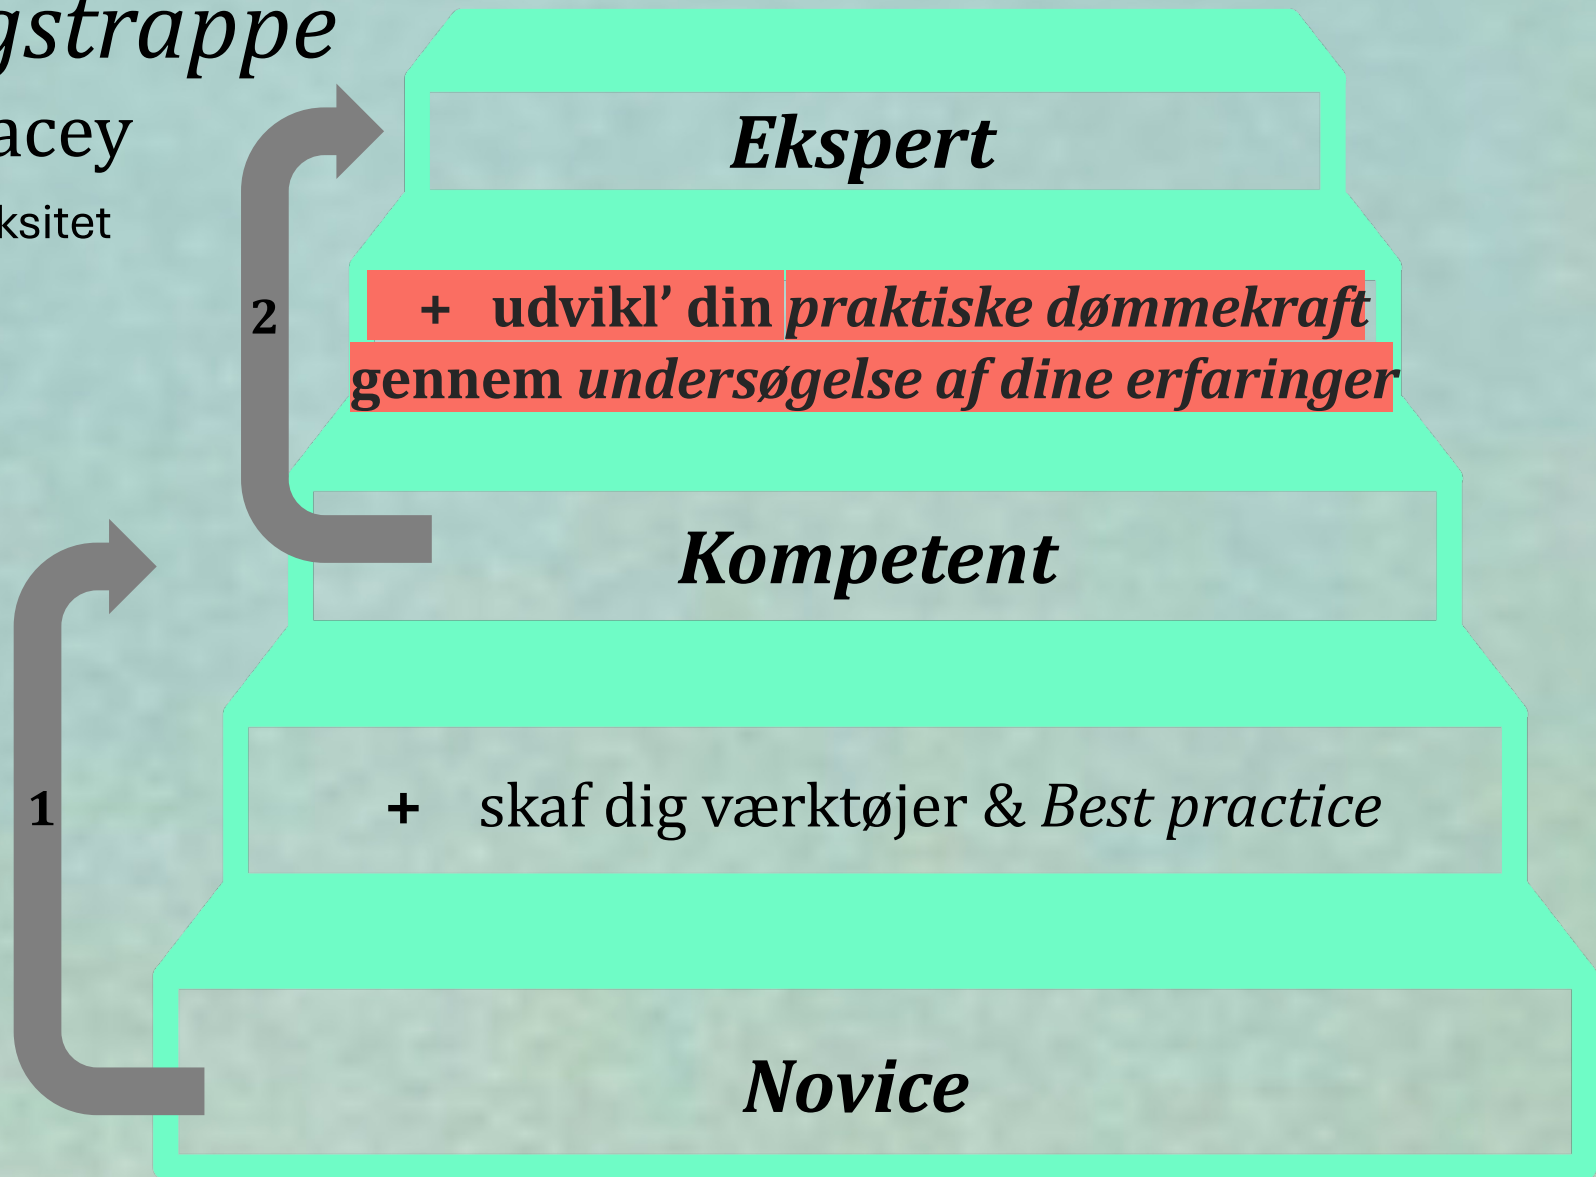 gstrappe
acey
ksitet
Ekspert
2
+ udvikl’ din praktiske dømmekraft
gennem undersøgelse af dine erfaringer
Kompetent
1
+ skaf dig værktøjer & Best practice
Novice